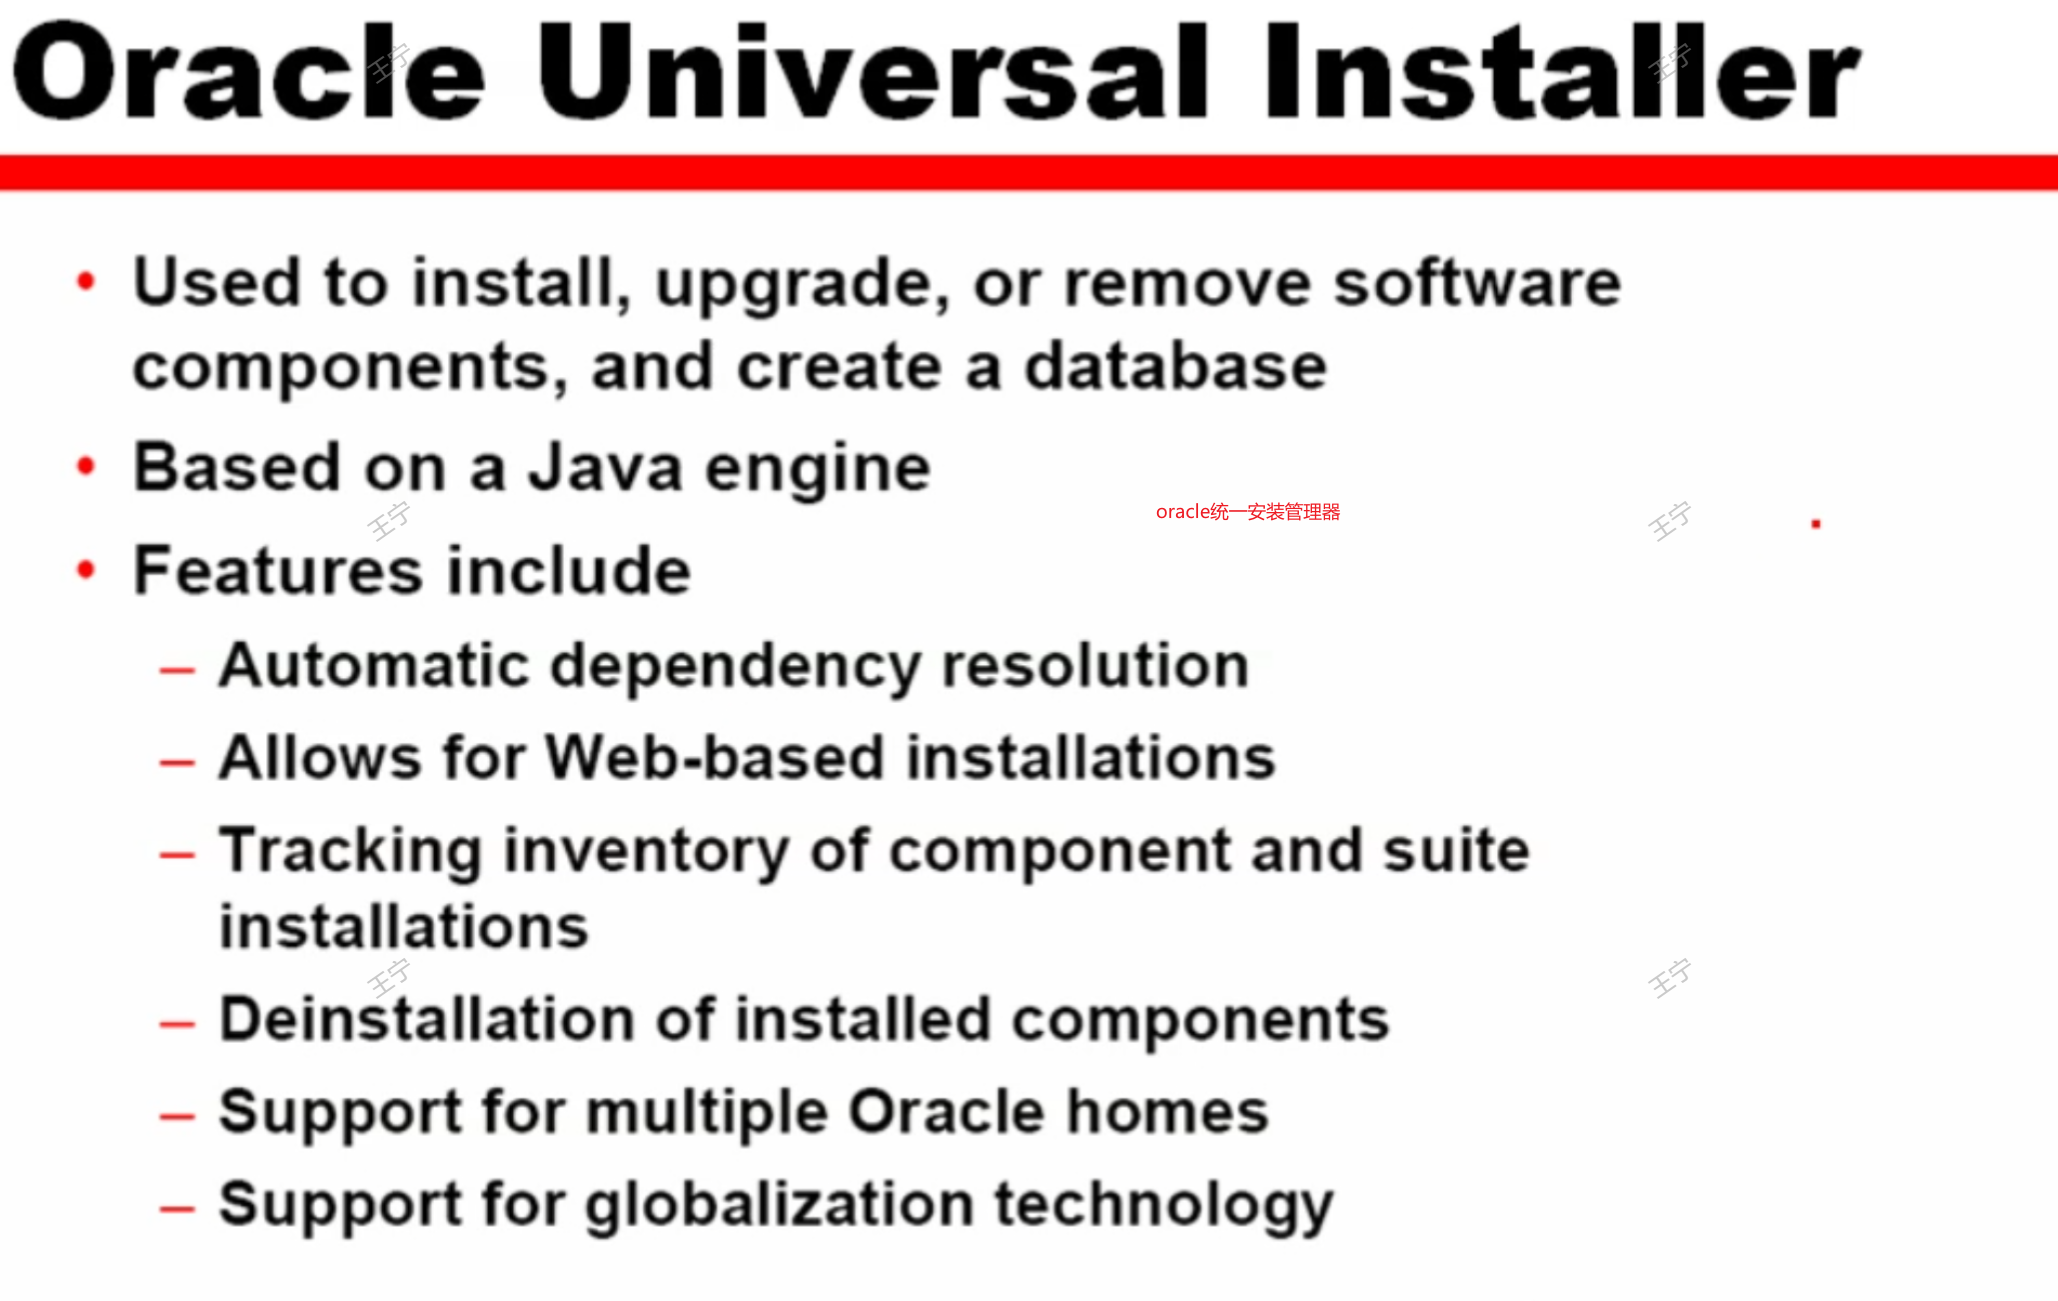 Oracle Universal Installer
• Used to install, upgrade, or remove software
components, and create a database
• Based on a Java engine
oracle统一安装管理器
• Features include
– Automatic dependency resolution
– Allows for Web-based installations
– Tracking inventory of component and suite
installations
– Deinstallation of installed components
– Support for multiple Oracle homes
– Support for globalization technology
王宁
王宁
王宁
王宁
王宁
王宁